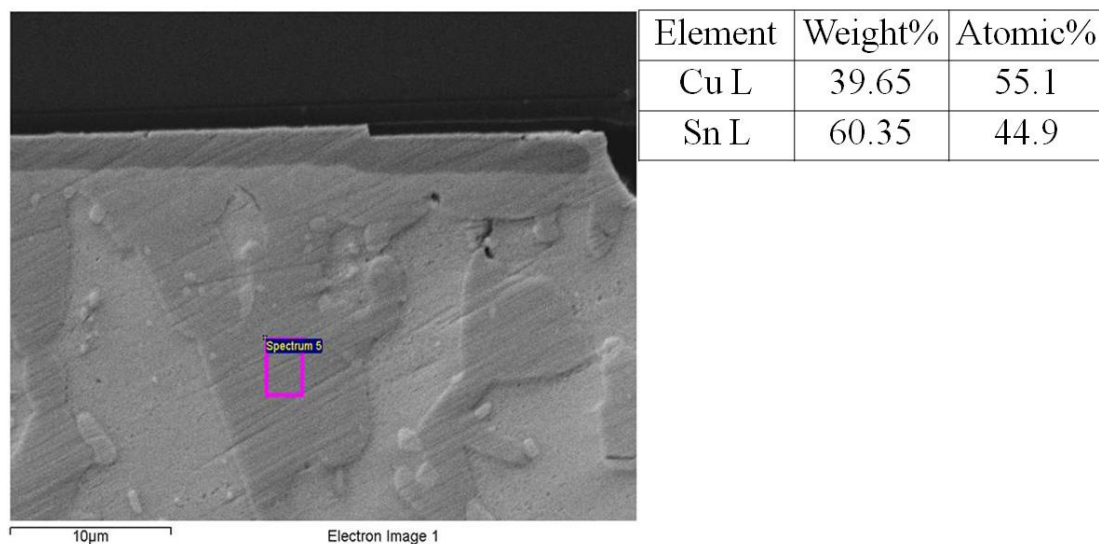 Element Weight% Atomic%
Cu L 39.65 55.1
Sn L 60.35 44.9
Spectrum 5
10μm Electron Image 1